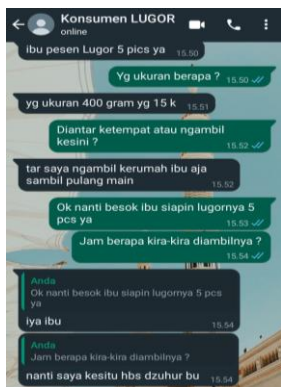 Konsumen LUGOR
online
ibu pesen Lugor 5 pics ya 15.50
Yg ukuran berapa ? 15.50
yg ukuran 400 gram yg 15 k 15.51
Diantar ketempat atau ngambil
kesini ?
15.52
tar saya ngambil kerumah ibu aja
sambil pulang main
15.52
Ok nanti besok ibu siapin lugornya 5
pcs ya
15.53
Jam berapa kira-kira diambilnya ?
15.54
Anda
Ok nanti besok ibu siapin lugornya 5 pcs
ya
iya ibu
15.54
Anda
Jam berapa kira-kira diambilnya ?
nanti saya kesitu hbs dzuhur bu 15.54